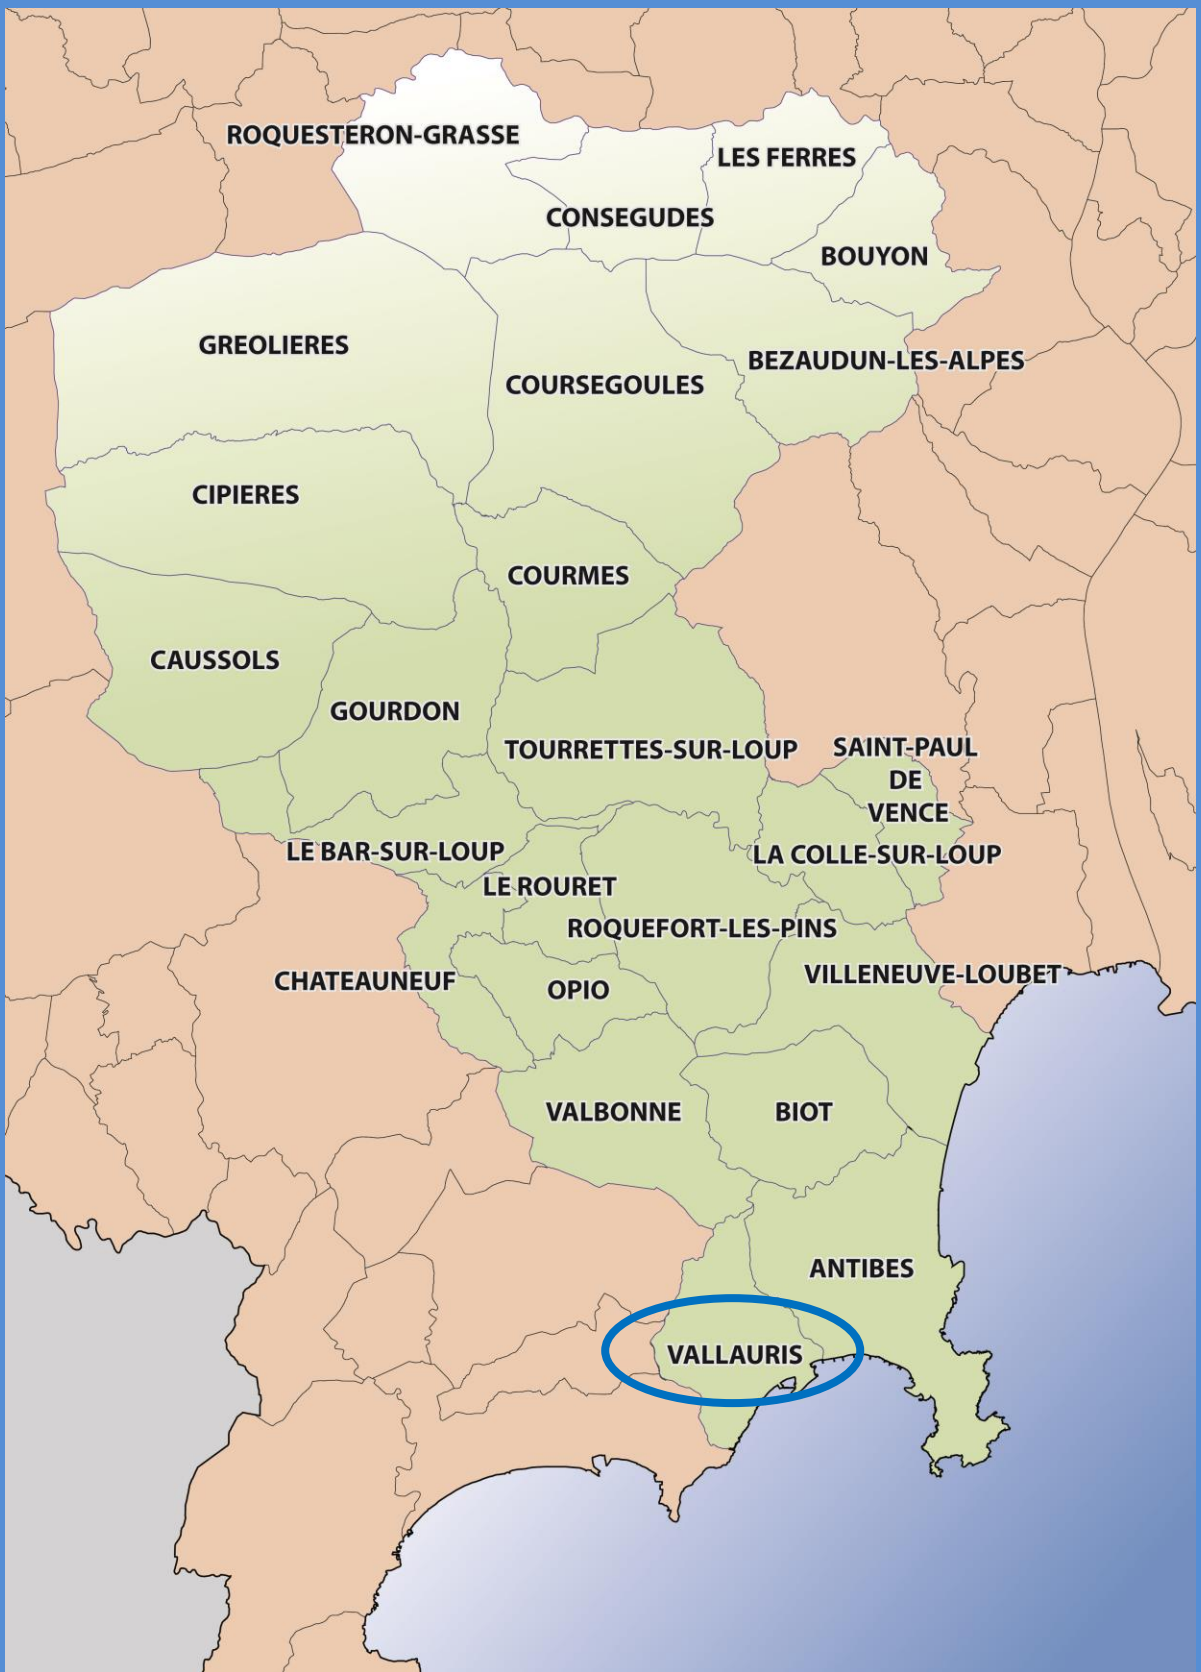 ROQUESTERON-GRASSE
LES FERRES
CONSEGUDES
BOUYON
GREOLIERES
BEZAUDUN-LES-ALPES
COURSEGOULES
CIPIERES
COURMES
CAUSSOLS
GOURDON
TOURRETTES-SUR-LOUP
SAINT-PAUL
DE
VENCE
LE BAR-SUR-LOUP
LA COLLE-SUR-LOUP
LE ROURET
ROQUEFORT-LES-PINS
CHATEAUNEUF
OPIO
VILLENEUVE-LOUBET
VALBONNE
BIOT
ANTIBES
VALLAURIS